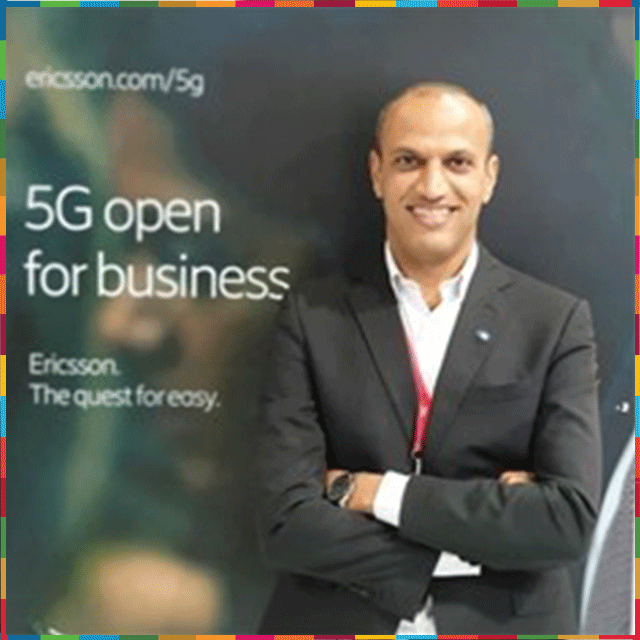 ericsson.com/5g
5G open
for business
Ericsson.
The quest for easy.